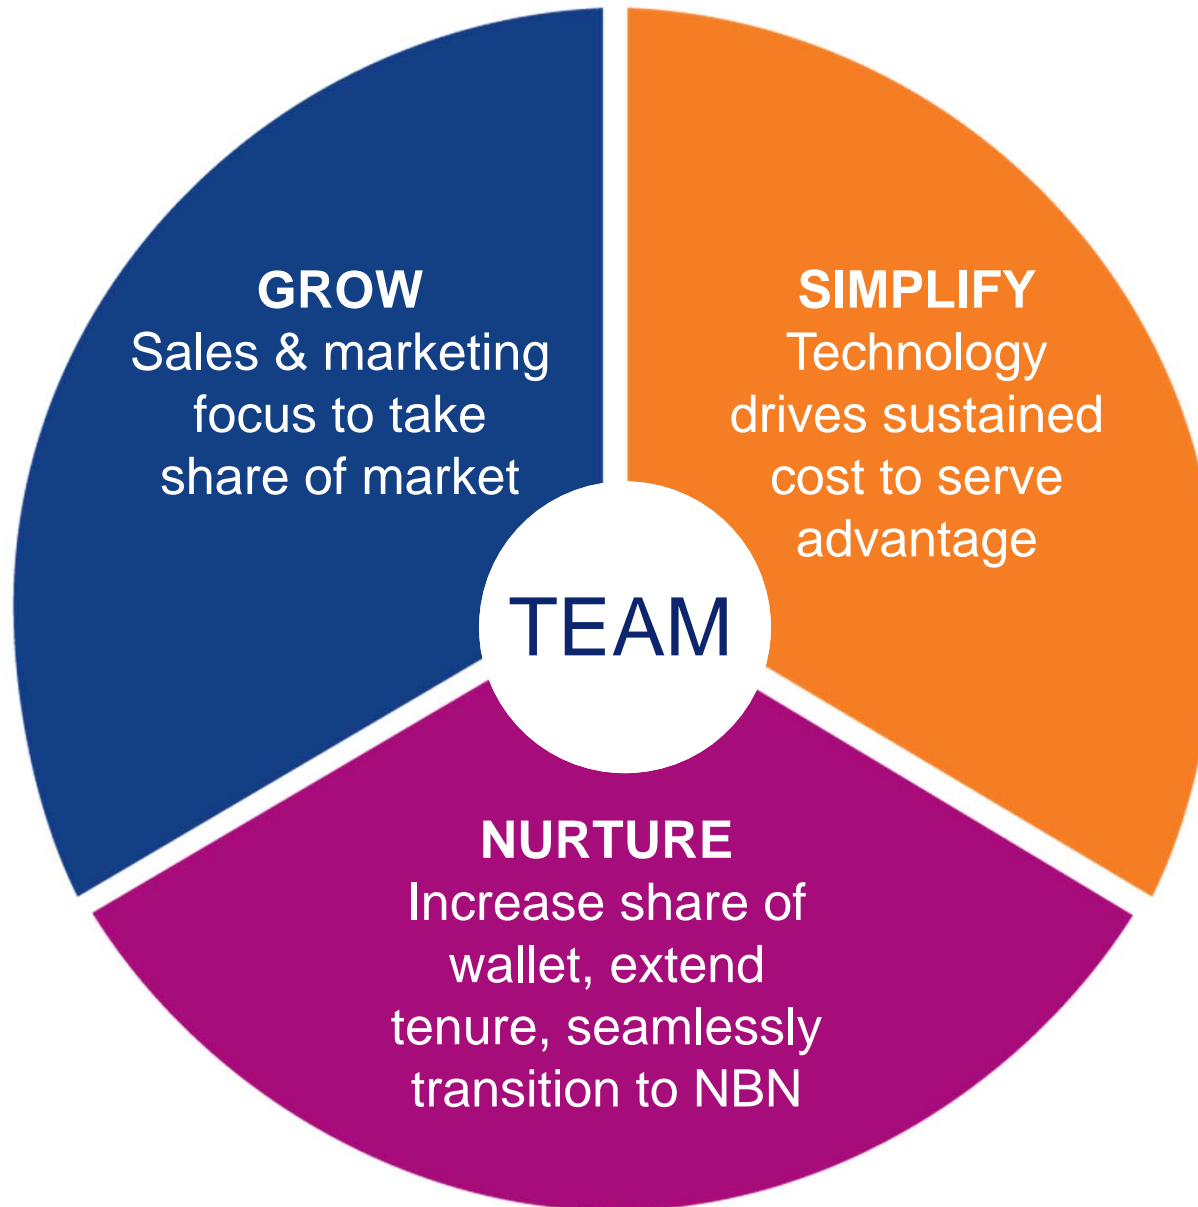 GROW
Sales & marketing
focus to take
share of market
SIMPLIFY
Technology
drives sustained
cost to serve
advantage
TEAM
NURTURE
Increase share of
wallet, extend
tenure, seamlessly
transition to NBN